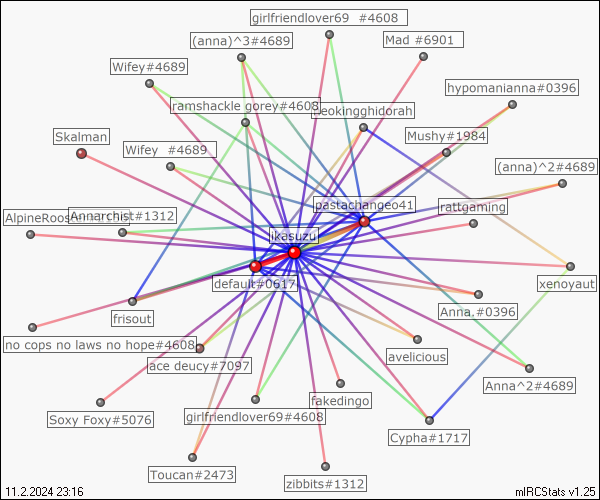 girlfriendlover69 #4608
(anna)^3#4689
Mad #6901
Wify#4689
hypomanianna#0396
ramshackle gorey#4608
neokingghidorah
Skalman
Mushy#1984
Wifey #4689
(anna)^2#4689
pastachangeo41
rattgaming
Annarchist#1312
ikasuzu
default#0617
xenoyaut
frisout
Anna.#0396
no cops no laws no hope#4608
ace deucy#7097
avelicious
Anna^2#4689
Soxy Foxy#5076
girlfriendlover69#4608
fakedingo
Cypha#1717
Toucan#2473
zibbits#1312
11.2.2024 23:16
mIRCStats v1.25